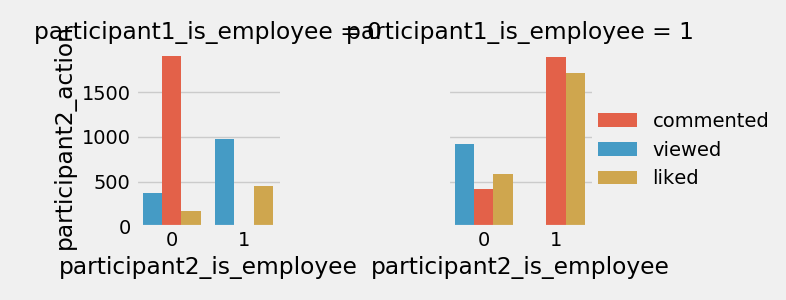 participant1_is_employee = 0
participant1_is_employee = 1
participant2_action
1500
1000
500
0
0 1
0 1
participant2_is_employee
participant2_is_employee
commented
viewed
liked